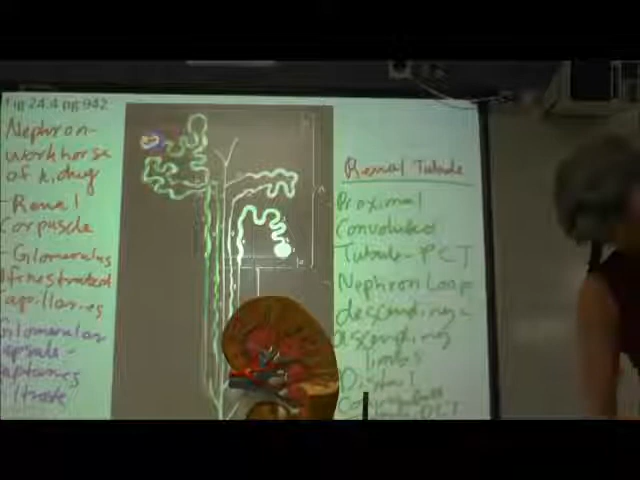 Fig 24.4 pg 942
Nephron-
workhorse
of kidney
- Renal
Corpuscle
- Glomerulus
fenestrated
capillaries
Glomerular
capsule-
captures
filtrate
Renal Tubule
Proximal
Convoluted
Tubule - PCT
Nephron Loop
descending &
ascending
limbs
Distal
Convoluted
DCT